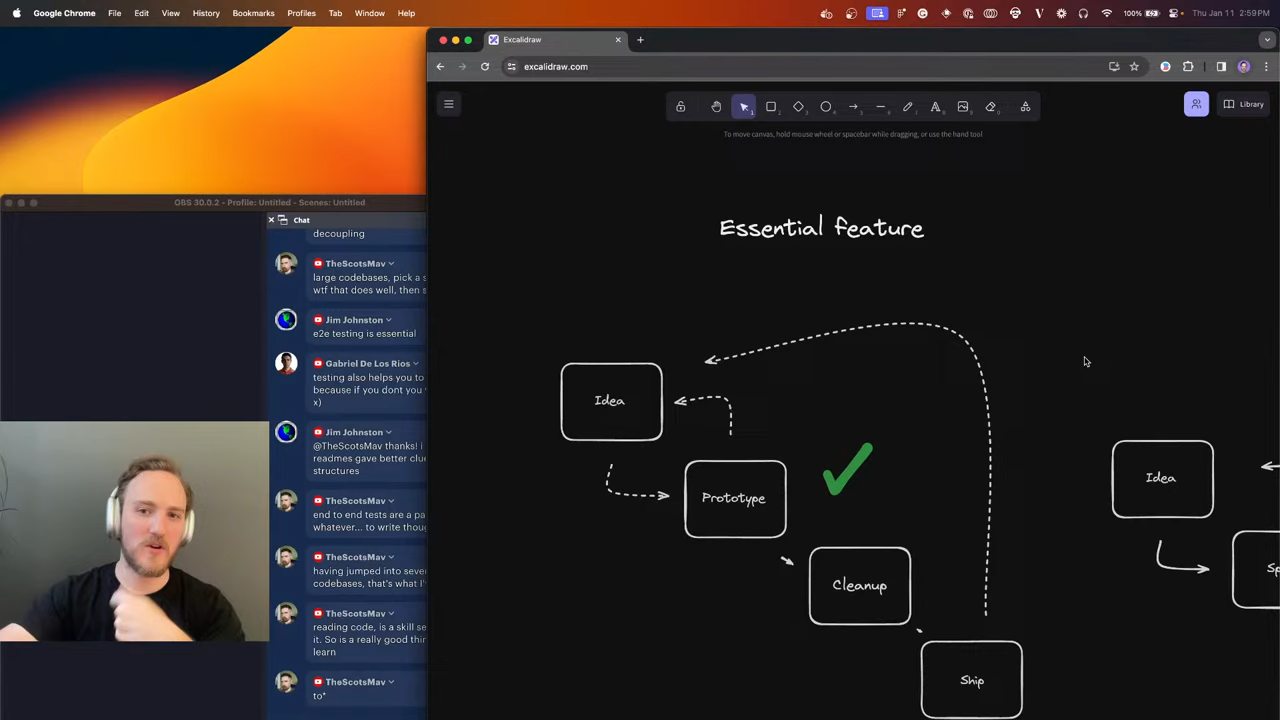 Google Chrome File Edit View History Bookmarks Profiles Tab Window Help
100% Thu Jan 11 2:59PM
Excalidraw
excalidraw.com
Library
To move canvas, hold mouse wheel or spacebar while dragging, or use the hand tool
OBS 30.0.2 - Profile: Untitled - Scenes: Untitled
Chat
decoupling
TheScotsMav
large codebases, pick a s
wtf that does well, then s
Jim Johnston
e2e testing is essential
Gabriel De Los Rios
testing also helps you to
because if you dont you
x)
Jim Johnston
@TheScotsMav thanks! i
readmes gave better clue
structures
TheScotsMav
end to end tests are a pa
whatever... to write thoug
TheScotsMav
having jumped into seve
codebases, that's what I'
TheScotsMav
reading code, is a skill se
it. So is a really good thin
learn
TheScotsMav
to*
Essential feature
Idea
Prototype
Cleanup
Ship
Idea
Sp